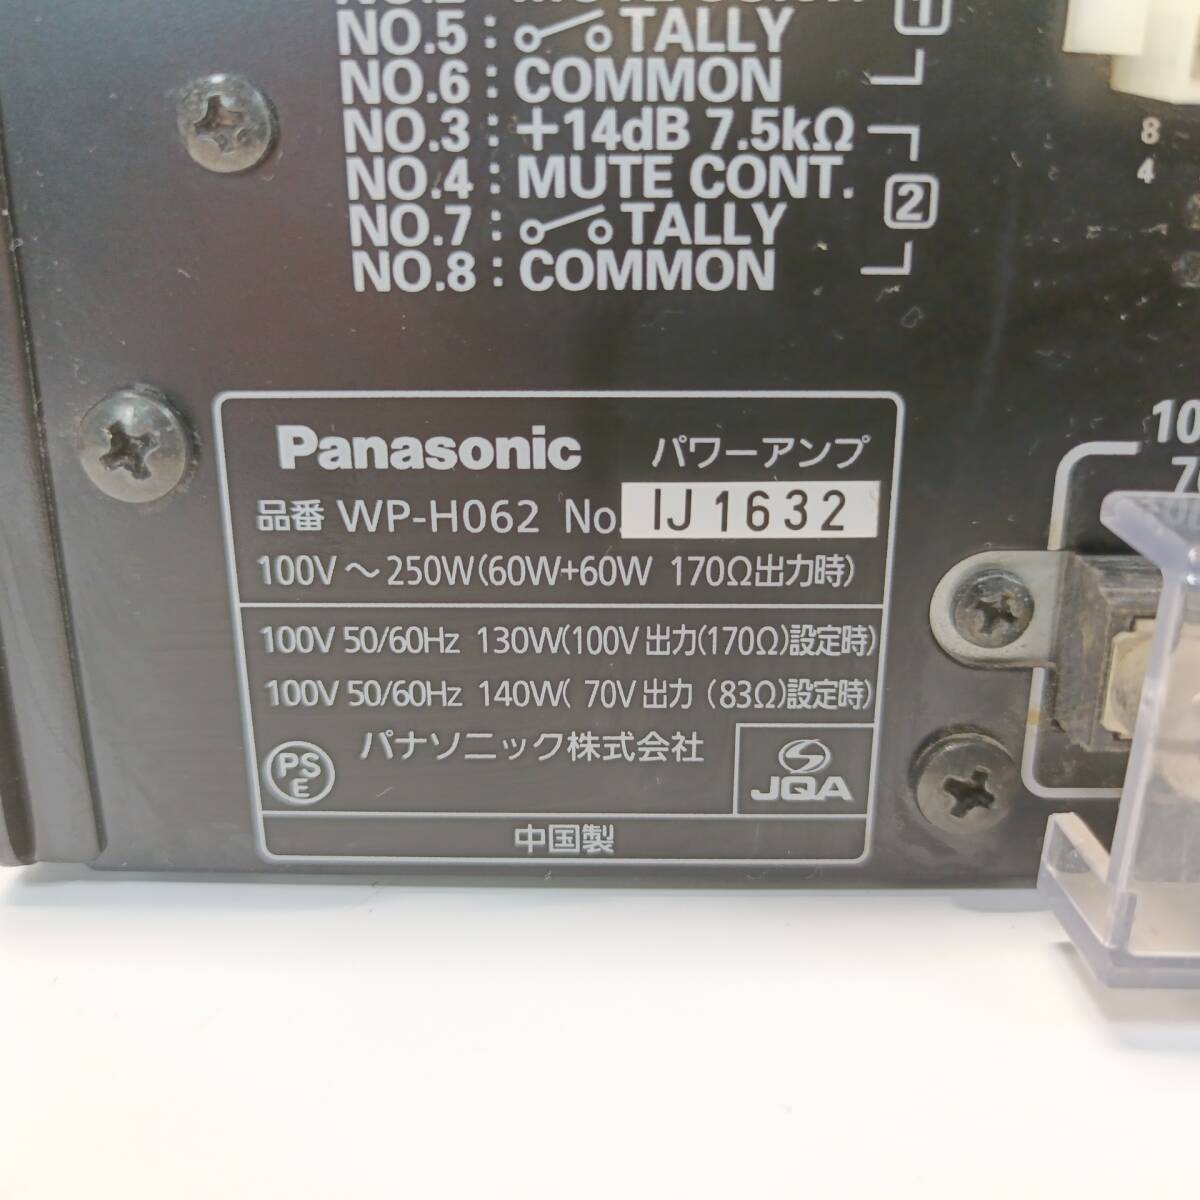 NO.5 : TALLY
NO.6 : COMMON
1
NO.3 : +14dB 7.5kΩ
NO.4 : MUTE CONT.
NO.7 : TALLY
NO.8 : COMMON
2
8
4
Panasonic パワーアンプ
品番 WP-H062 No. IJ1632
100V ～ 250W(60W+60W 170Ω出力時)
100V 50/60Hz 130W(100V 出力(170Ω)設定時)
100V 50/60Hz 140W( 70V 出力 (83Ω)設定時)
PSE パナソニック株式会社
JQA
中国製